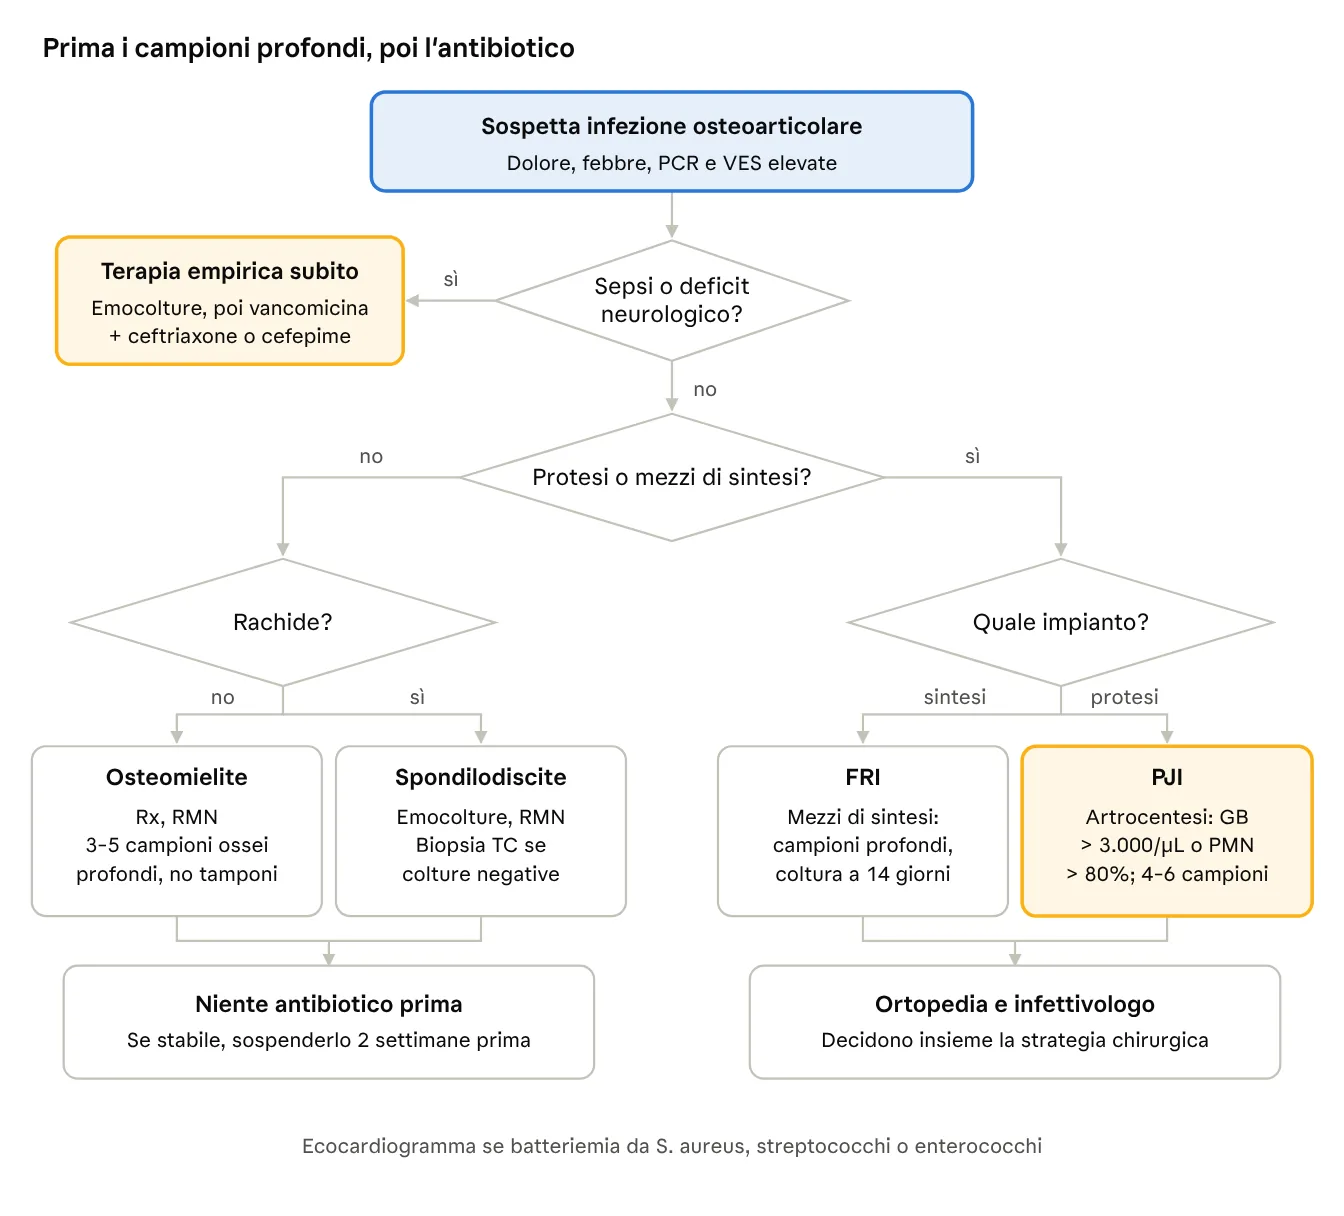 Prima i campioni profondi, poi l'antibiotico
Sospetta infezione osteoarticolare
Dolore, febbre, PCR e VES elevate
Terapia empirica subito
Emocolture, poi vancomicina
+ ceftriaxone o cefepime
sì
Sepsi o deficit
neurologico?
no
no
Protesi o mezzi di sintesi?
sì
Rachide?
Quale impianto?
no
sì
sintesi
protesi
Osteomielite
Rx, RMN
3-5 campioni ossei
profondi, no tamponi
Spondilodiscite
Emocolture, RMN
Biopsia TC se
colture negative
FRI
Mezzi di sintesi:
campioni profondi,
coltura a 14 giorni
PJI
Artrocentesi: GB
> 3.000/µL o PMN
> 80%; 4-6 campioni
Niente antibiotico prima
Se stabile, sospenderlo 2 settimane prima
Ortopedia e infettivologo
Decidono insieme la strategia chirurgica
Ecocardiogramma se batteriemia da S. aureus, streptococchi o enterococchi